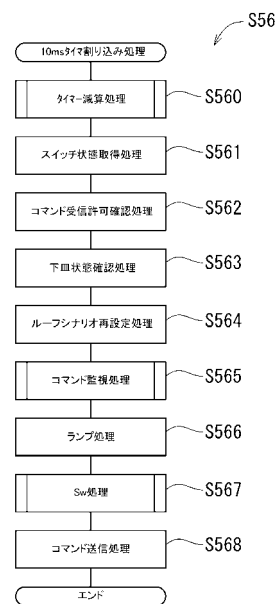 S56
10msタイマ割り込み処理
タイマー減算処理 S560
スイッチ状態取得処理 S561
コマンド受信許可確認処理 S562
下皿状態確認処理 S563
ループシナリオ再設定処理 S564
コマンド監視処理 S565
ランプ処理 S566
Sw処理 S567
コマンド送信処理 S568
エンド